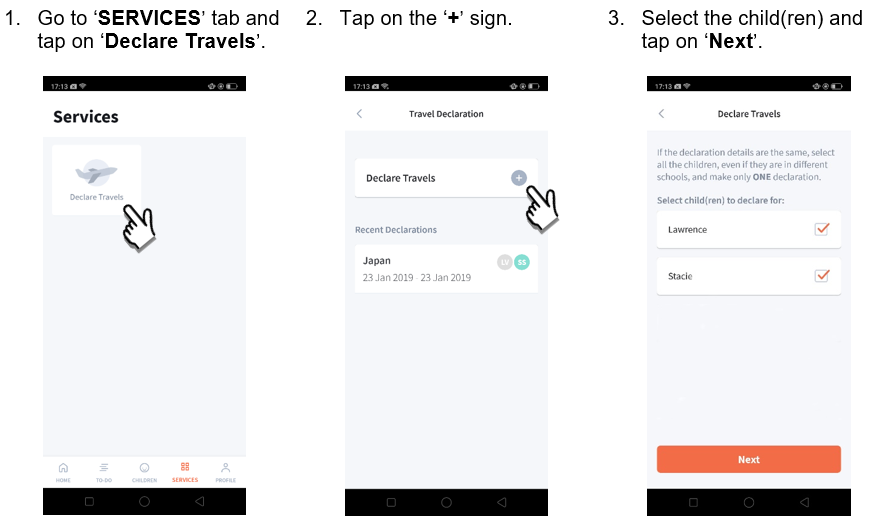 1. Go to ‘SERVICES’ tab and
tap on ‘Declare Travels’.
17:13
Services
Declare Travels
HOME
TO-DO
CHILDREN
SERVICES
PROFILE
2. Tap on the ‘+’ sign.
17:13
Travel Declaration
Declare Travels
Recent Declarations
Japan
LV SS
23 Jan 2019 - 23 Jan 2019
3. Select the child(ren) and
tap on ‘Next’.
17:13
Declare Travels
If the declaration details are the same, select
all the children, even if they are in different
schools, and make only ONE declaration.
Select child(ren) to declare for:
Lawrence
Stacie
Next